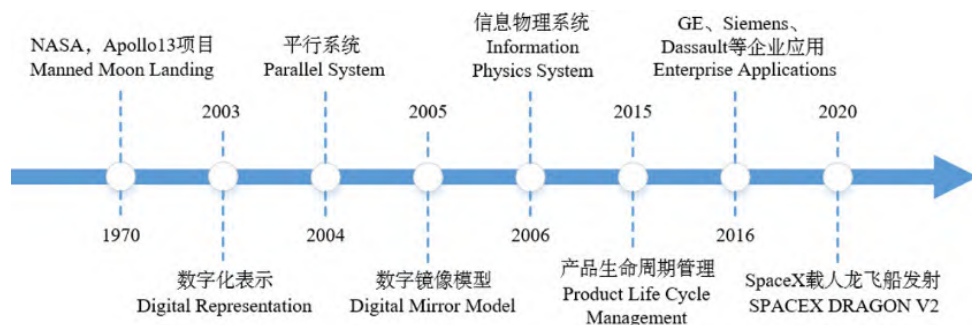 NASA，Apollo13项目
Manned Moon Landing
1970
2003
数字化表示
Digital Representation
平行系统
Parallel System
2004
2005
数字镜像模型
Digital Mirror Model
信息物理系统
Information
Physics System
2006
2015
产品生命周期管理
Product Life Cycle
Management
GE、Siemens、
Dassault等企业应用
Enterprise Applications
2016
2020
SpaceX载人龙飞船发射
SPACEX DRAGON V2